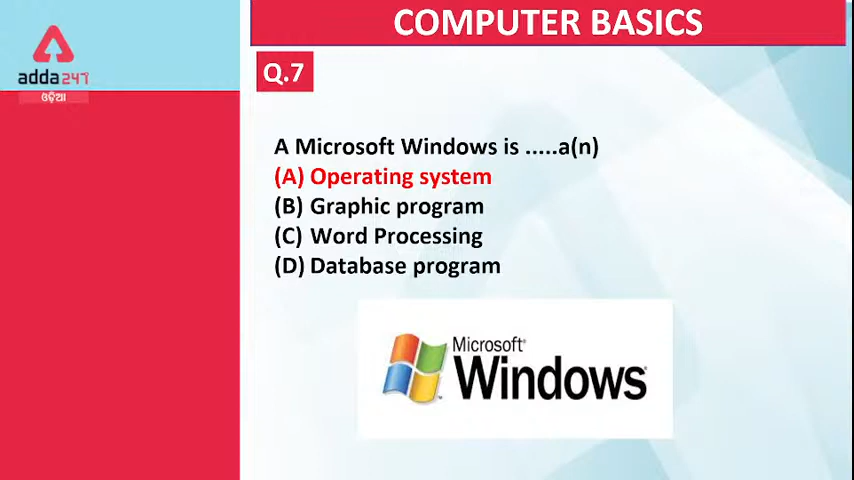 COMPUTER BASICS
adda247
ଓଡ଼ିଆ
Q.7
A Microsoft Windows is .....a(n)
(A) Operating system
(B) Graphic program
(C) Word Processing
(D) Database program
Microsoft®
Windows®